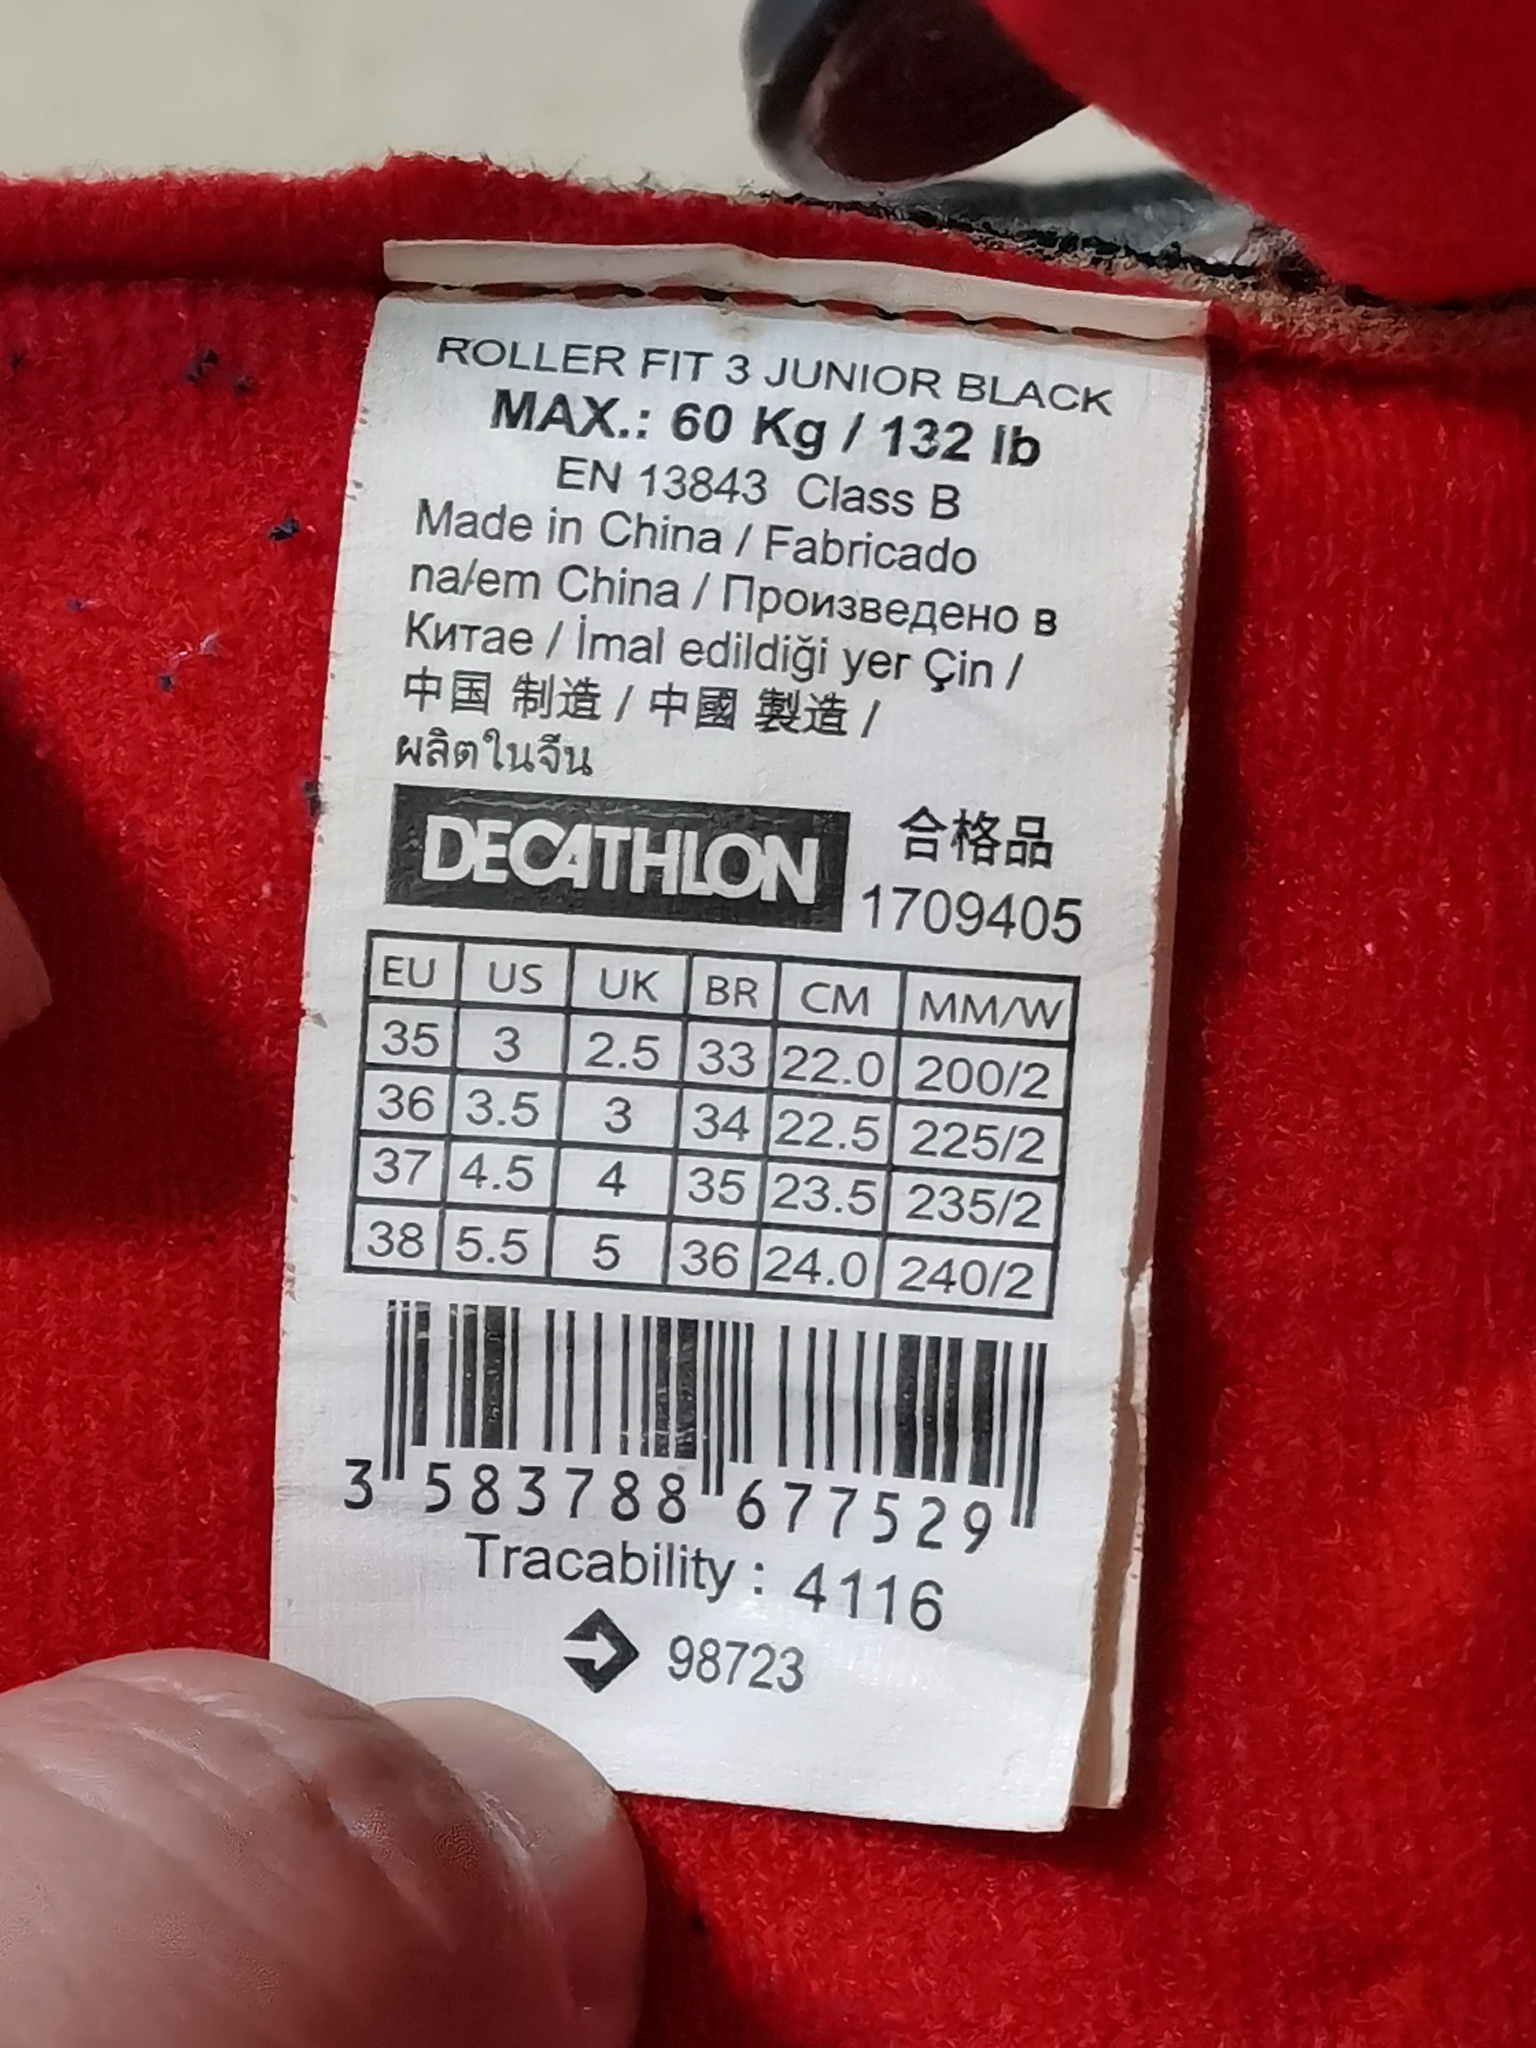 ROLLER FIT 3 JUNIOR BLACK
MAX.: 60 Kg / 132 lb
EN 13843 Class B
Made in China / Fabricado
na/em China / Произведено в
Китае / İmal edildiği yer Çin /
中国 制造 / 中國 製造 /
ผลิตในจีน
DECATHLON 合格品
1709405
EU US UK BR CM MM/W
35 3 2.5 33 22.0 200/2
36 3.5 3 34 22.5 225/2
37 4.5 4 35 23.5 235/2
38 5.5 5 36 24.0 240/2
3 583788 677529
Tracability : 4116
98723